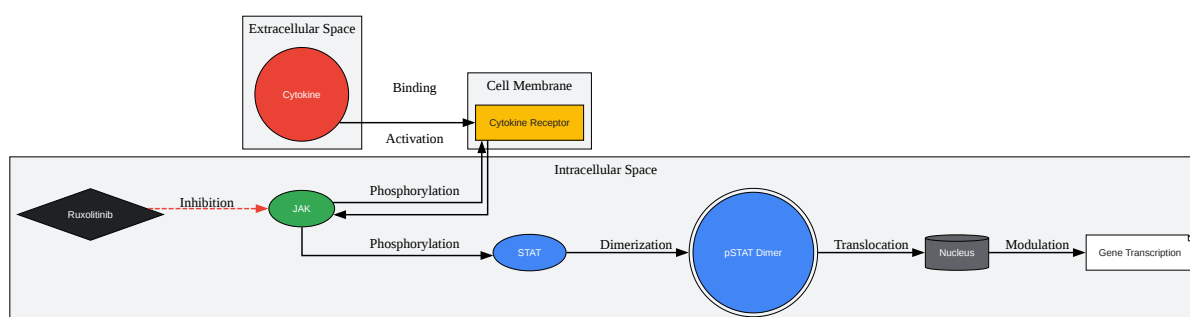 Extracellular Space
Cytokine
Binding
Cell Membrane
Cytokine Receptor
Activation
Intracellular Space
Ruxolitinib
Inhibition
JAK
Phosphorylation
Phosphorylation
STAT
Dimerization
pSTAT Dimer
Translocation
Nucleus
Modulation
Gene Transcription